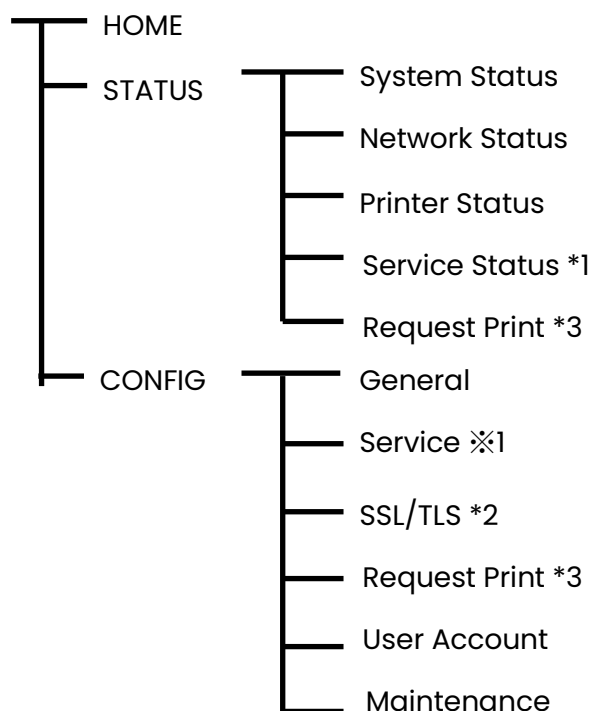 HOME
STATUS
System Status
Network Status
Printer Status
Service Status *1
Request Print *3
CONFIG
General
Service ※1
SSL/TLS *2
Request Print *3
User Account
Maintenance